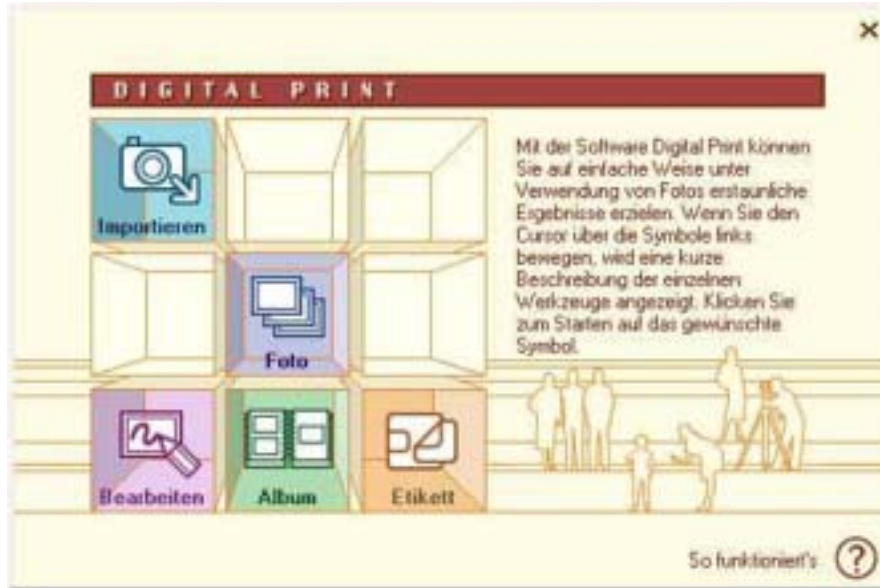 DIGITAL PRINT
Importieren
Foto
Bearbeiten
Album
Etikett
Mit der Software Digital Print können
Sie auf einfache Weise unter
Verwendung von Fotos erstaunliche
Ergebnisse erzielen. Wenn Sie den
Cursor über die Symbole links
bewegen, wird eine kurze
Beschreibung der einzelnen
Werkzeuge angezeigt. Klicken Sie
zum Starten auf das gewünschte
Symbol.
So funktioniert's ?